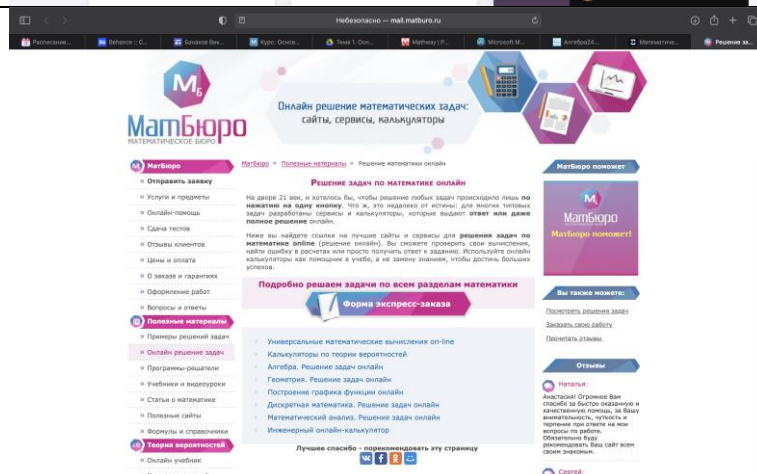 Небезопасно — mail.matburo.ru
Расписание...
Behance :: С...
Банахов Вик...
Курс: Основ...
Тема 1. Осн...
Mathway | P...
Microsoft M...
Алгебра24...
Математиче...
Решение за...
МБ
МатБюро
МАТЕМАТИЧЕСКОЕ БЮРО
Онлайн решение математических задач:
сайты, сервисы, калькуляторы
МатБюро
» Отправить заявку
» Услуги и предметы
» Онлайн-помощь
» Сдача тестов
» Отзывы клиентов
» Цены и оплата
» О заказе и гарантиях
» Оформление работ
» Вопросы и ответы
Полезные материалы
» Примеры решений задач
» Онлайн решение задач
» Программы-решатели
» Учебники и видеоуроки
» Статьи о математике
» Полезные сайты
» Формулы и справочники
Теория вероятностей
» Онлайн учебник
МатБюро » Полезные материалы » Решение математики онлайн
Решение задач по математике онлайн
На дворе 21 век, и хотелось бы, чтобы решение любых задач происходило лишь по
нажатию на одну кнопку. Что ж, это недалеко от истины: для многих типовых
задач разработаны сервисы и калькуляторы, которые выдают ответ или даже
полное решение онлайн.
Ниже вы найдете ссылки на лучшие сайты и сервисы для решения задач по
математике online (решение онлайн). Вы сможете проверить свои вычисления,
найти ошибку в расчетах или просто получить ответ к заданию. Используйте онлайн
калькуляторы как помощник в учебе, а не замену знаниям, чтобы достичь больших
успехов.
Подробно решаем задачи по всем разделам математики
Форма экспресс-заказа
Универсальные математические вычисления on-line
Калькуляторы по теории вероятностей
Алгебра. Решение задач онлайн
Геометрия. Решение задач онлайн
Построение графика функции онлайн
Дискретная математика. Решение задач онлайн
Математический анализ. Решение задач онлайн
Инженерный онлайн-калькулятор
Лучшее спасибо - порекомендовать эту страницу
МатБюро поможет
МатБюро
МатБюро поможет!
Вы также можете:
Посмотреть решения задач
Заказать свою работу
Прочитать отзывы.
Отзывы
Наталья:
Анастасия! Огромное Вам
спасибо за быстро оказанную и
качественную помощь, за Вашу
внимательность, чуткость и
терпение при ответе на мои
вопросы по работе.
Обязательно буду
рекомендовать Ваш сайт всем
своим знакомым.
Сергей: